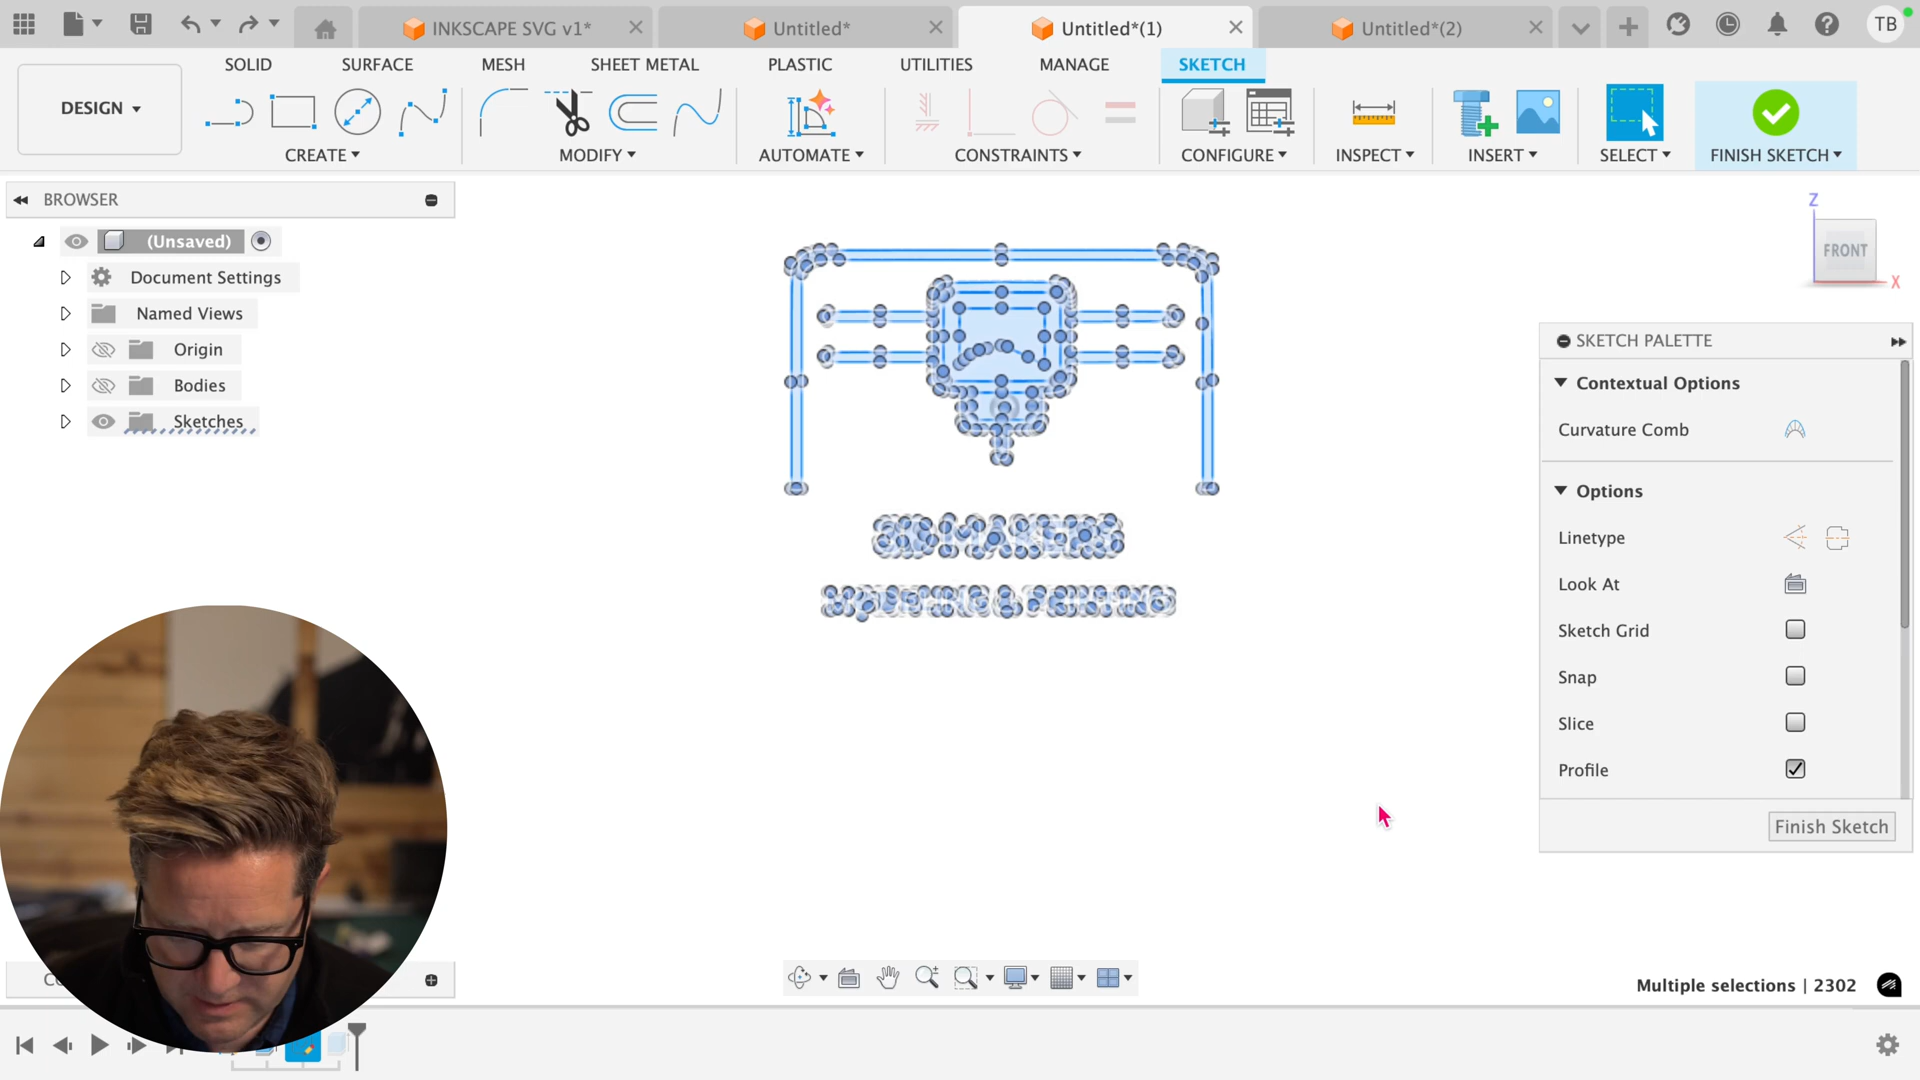 INKSCAPE SVG v1*
Untitled*
Untitled*(1)
Untitled*(2)
TB
SOLID
SURFACE
MESH
SHEET METAL
PLASTIC
UTILITIES
MANAGE
SKETCH
DESIGN
CREATE
MODIFY
AUTOMATE
CONSTRAINTS
CONFIGURE
INSPECT
INSERT
SELECT
FINISH SKETCH
BROWSER
(Unsaved)
Document Settings
Named Views
Origin
Bodies
Sketches
Z
FRONT
X
SKETCH PALETTE
Contextual Options
Curvature Comb
Options
Linetype
Look At
Sketch Grid
Snap
Slice
Profile
Finish Sketch
Multiple selections | 2302